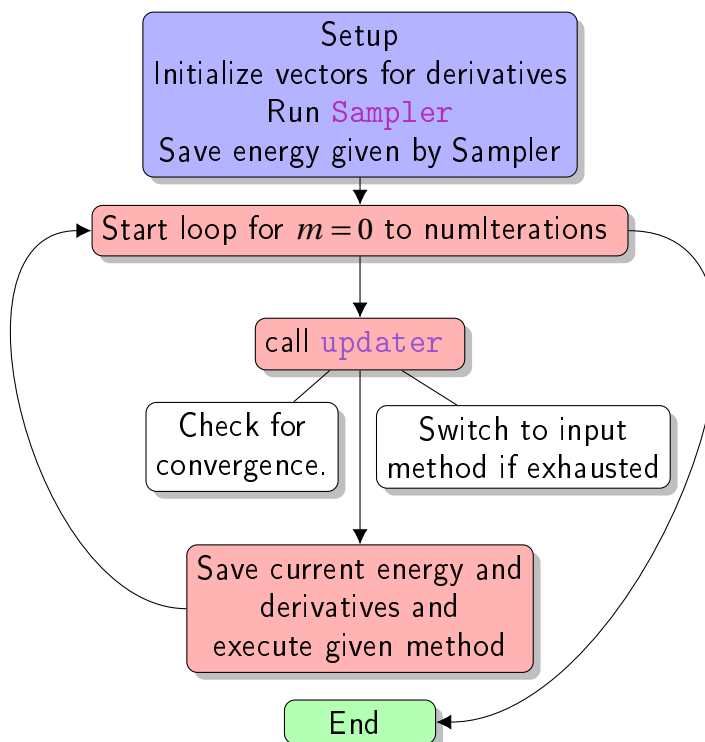 Setup
Initialize vectors for derivatives
Run Sampler
Save energy given by Sampler
Start loop for m = 0 to numIterations
call updater
Check for
convergence.
Switch to input
method if exhausted
Save current energy and
derivatives and
execute given method
End